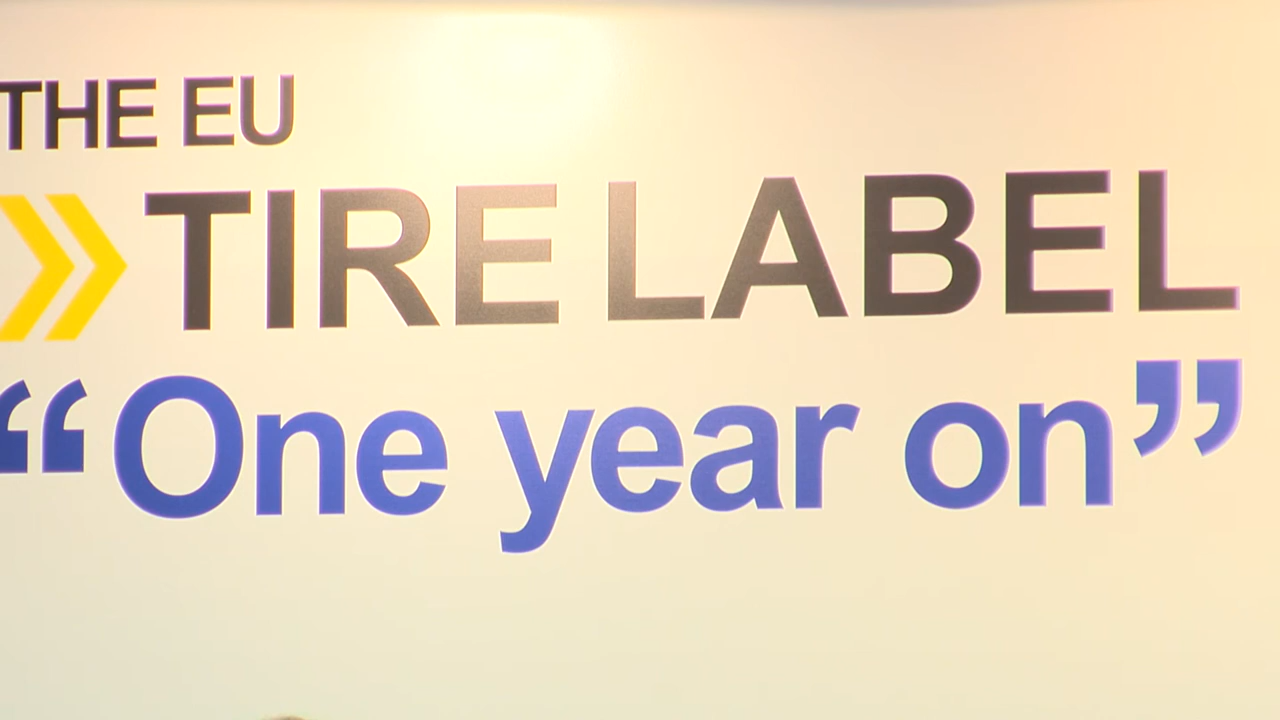 THE EU
TIRE LABEL
“One year on”